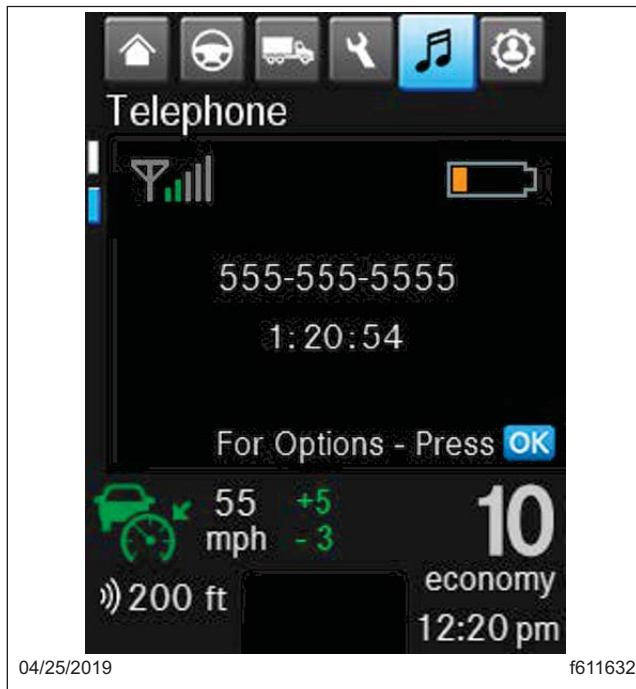 Telephone
555-555-5555
1:20:54
For Options - Press OK
55 +5
mph - 3
10
economy
200 ft
12:20 pm
04/25/2019 f611632